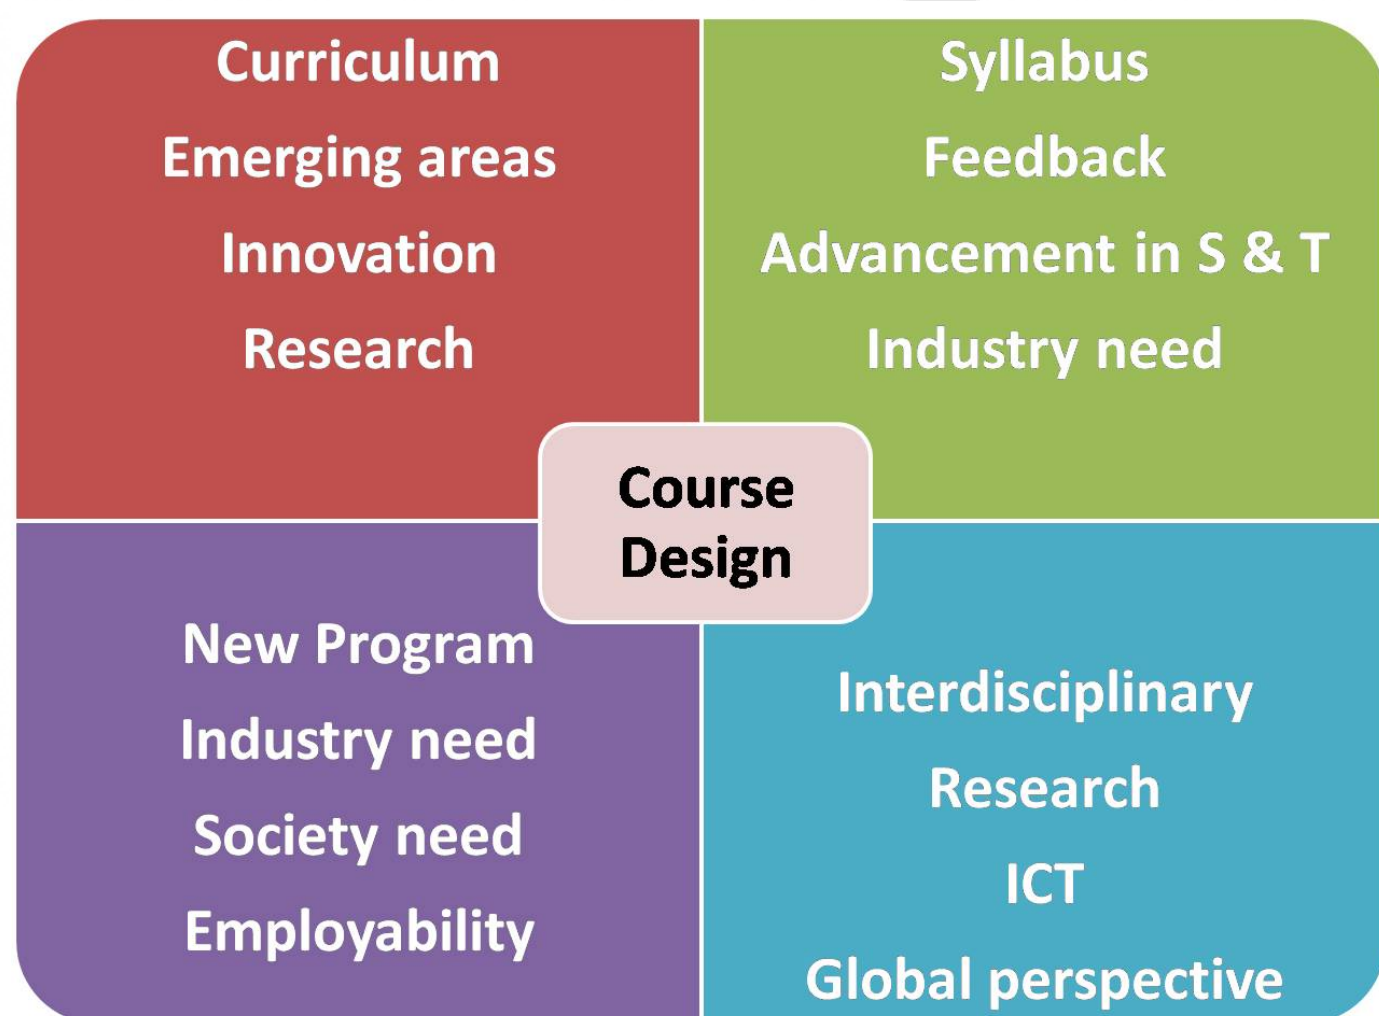 Curriculum
Emerging areas
Innovation
Research
Syllabus
Feedback
Advancement in S & T
Industry need
Course
Design
New Program
Industry need
Society need
Employability
Interdisciplinary
Research
ICT
Global perspective